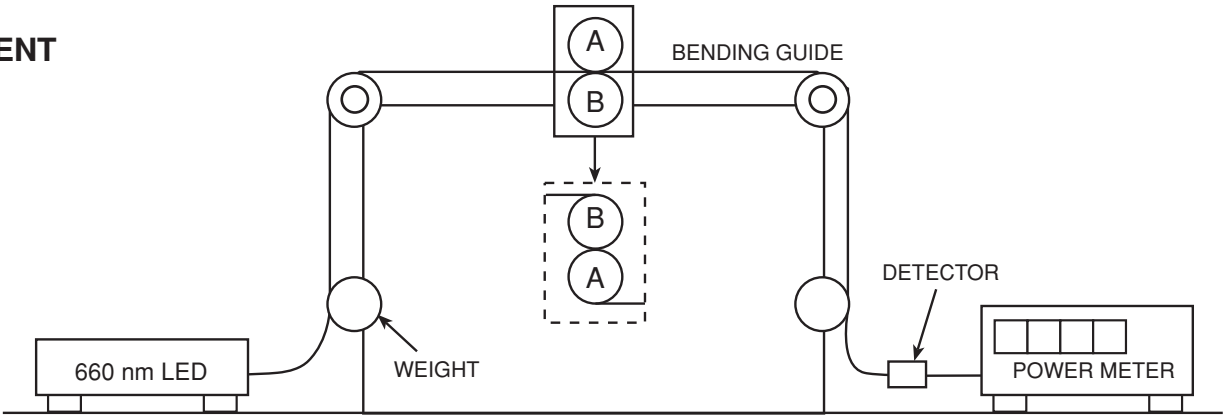 ENT
A
BENDING GUIDE
B
B
A
DETECTOR
660 nm LED
WEIGHT
POWER METER